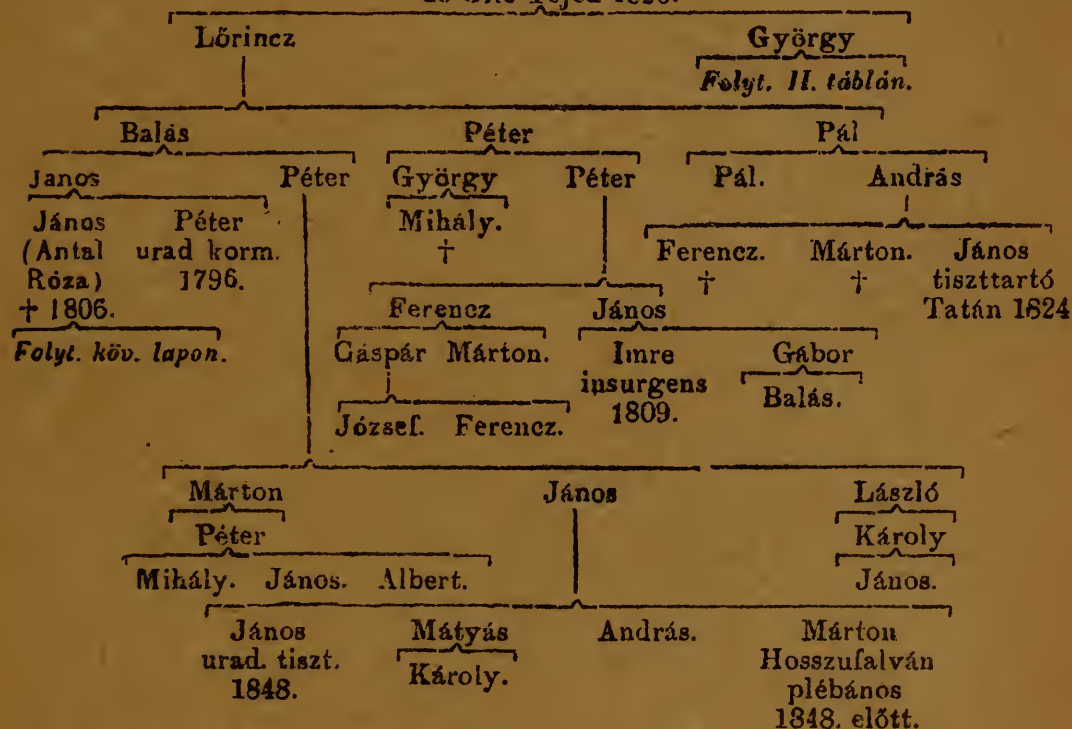 Lőrincz György
Folyt. II. táblán.
Balás Péter Pál
Janos Péter György Péter Pál. András
János Péter Mihály.
(Antal urad korm. † Ferencz. Márton. János
Róza) 1796. † † tiszttartó
† 1806. Ferencz János Tatán 1824
Folyt. köv. lapon. Gáspár Márton. Imre Gábor
insurgens Balás.
1809.
József. Ferencz.
Márton János László
Péter Károly
Mihály. János. Albert. János.
János Mátyás András. Márton
urad. tiszt. Károly. Hosszufalván
1848. plébános
1848. előtt.